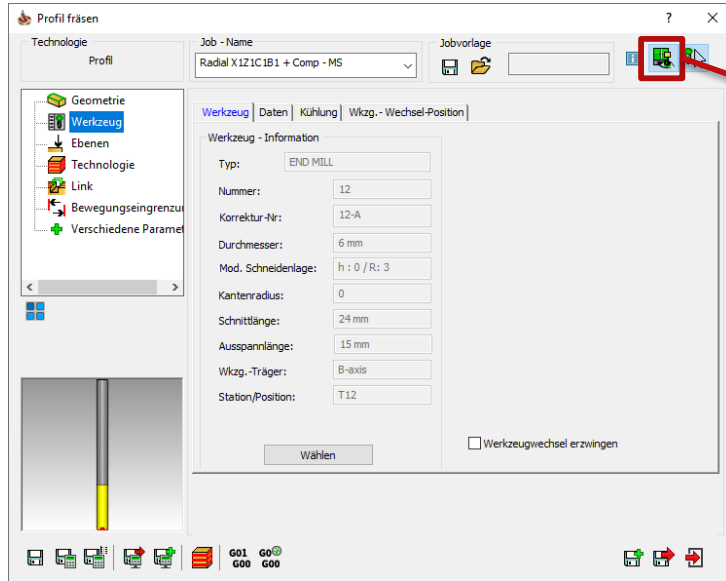 Profil fräsen
? ×
Technologie
Profil
Job - Name
Radial X1Z1C1B1 + Comp - MS
Jobvorlage
Geometrie
Werkzeug
Ebenen
Technologie
Link
Bewegungseingrenzu
Verschiedene Paramet
Werkzeug Daten Kühlung Wkzg.- Wechsel-Position
Werkzeug - Information
Typ: END MILL
Nummer: 12
Korrektur-Nr: 12-A
Durchmesser: 6 mm
Mod. Schneidenlage: h : 0 / R: 3
Kantenradius: 0
Schnittlänge: 24 mm
Ausspannlänge: 15 mm
Wkzg.-Träger: B-axis
Station/Position: T12
Wählen
Werkzeugwechsel erzwingen
G01 G0
G00 G00